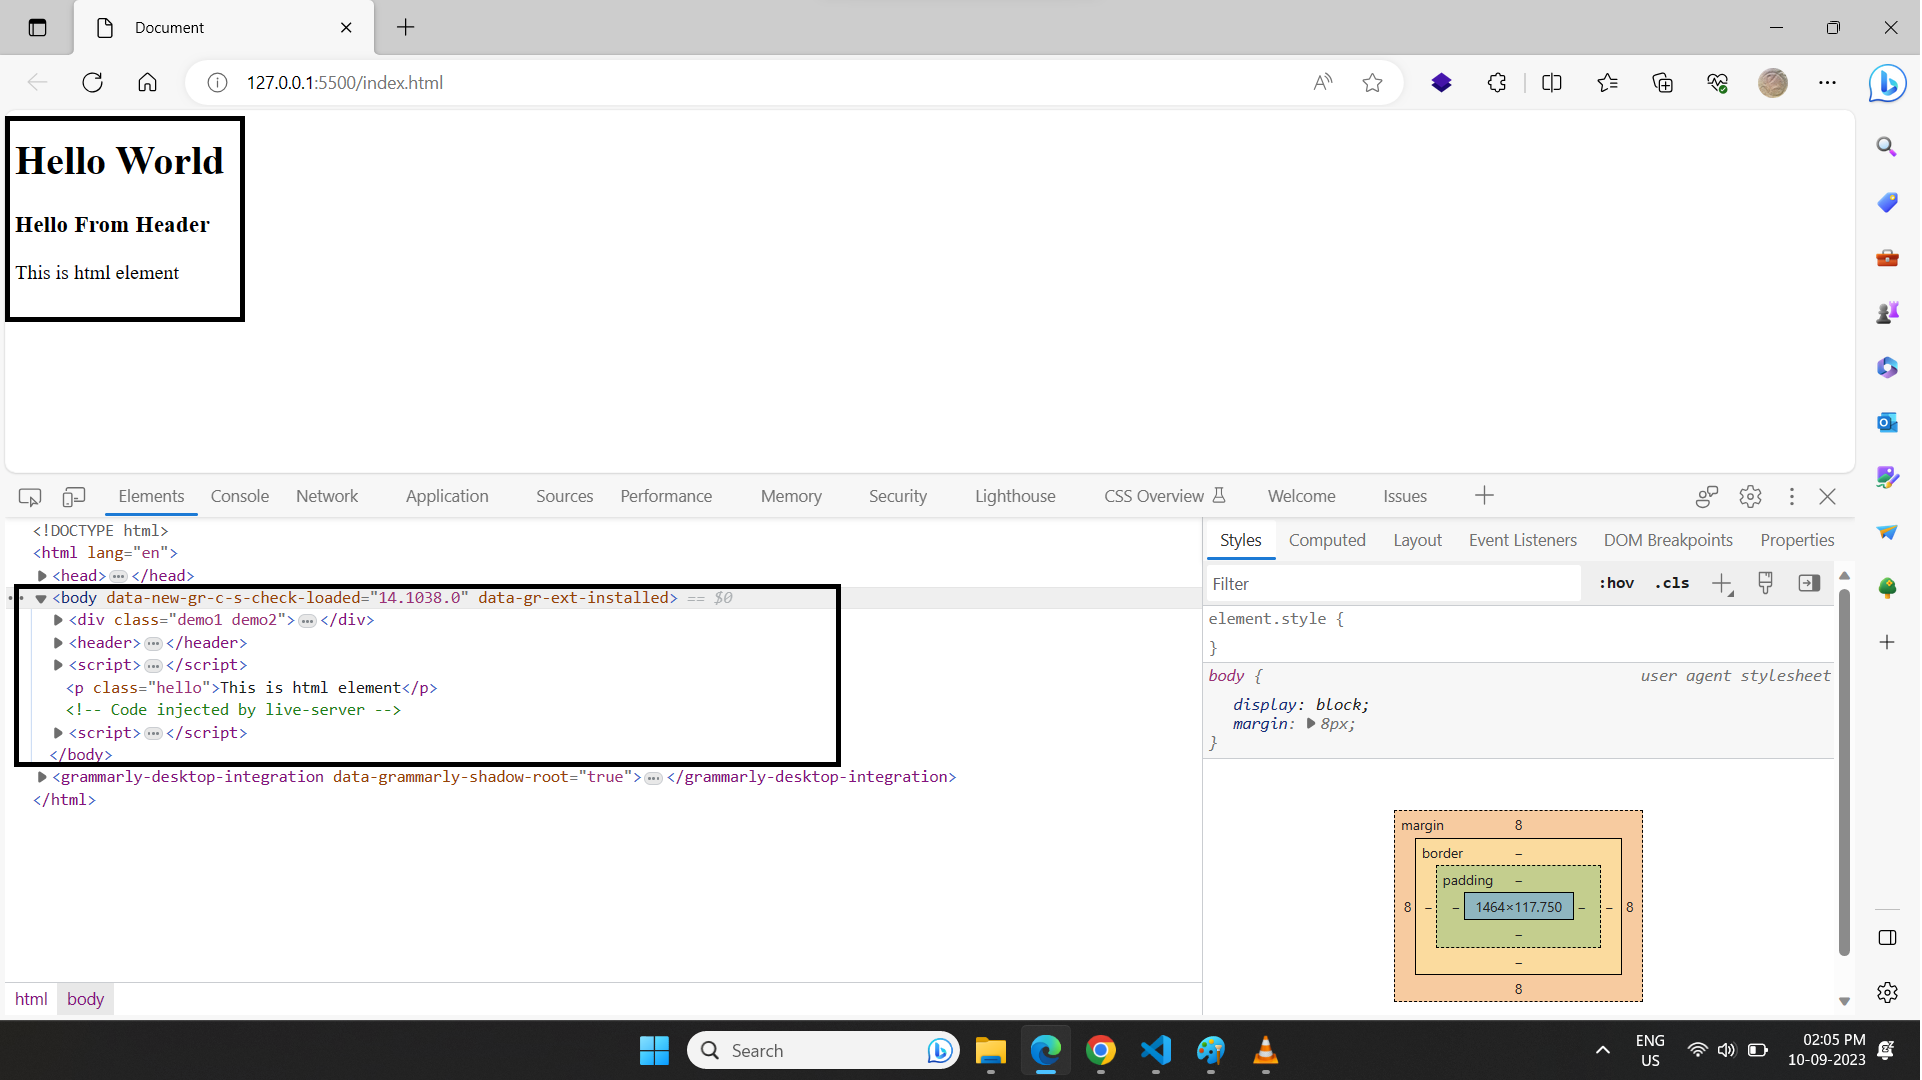 Document
127.0.0.1:5500/index.html
Hello World
Hello From Header
This is html element
Elements Console Network Application Sources Performance Memory Security Lighthouse CSS Overview Welcome Issues
<!DOCTYPE html>
<html lang="en">
<head>…</head>
<body data-new-gr-c-s-check-loaded="14.1038.0" data-gr-ext-installed> == $0
<div class="demo1 demo2">…</div>
<header>…</header>
<script>…</script>
<p class="hello">This is html element</p>
<!-- Code injected by live-server -->
<script>…</script>
</body>
<grammarly-desktop-integration data-grammarly-shadow-root="true">…</grammarly-desktop-integration>
</html>
html body
Styles Computed Layout Event Listeners DOM Breakpoints Properties
Filter :hov .cls
element.style {
}
body { user agent stylesheet
display: block;
margin: 8px;
}
margin 8
border –
padding –
8 – – 1464×117.750 – – 8
–
–
8
Search
ENG
US
02:05 PM
10-09-2023